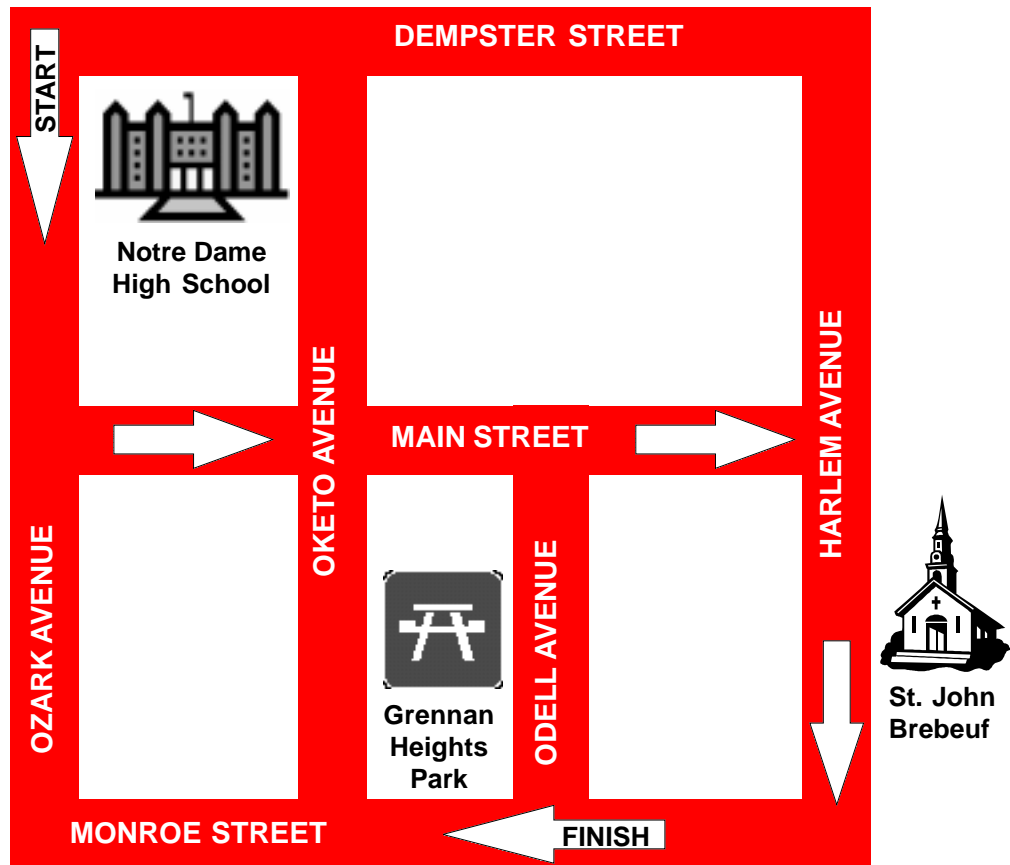 DEMPSTER STREET
START
Notre Dame
High School
OKETO AVENUE
MAIN STREET
HARLEM AVENUE
OZARK AVENUE
ODELL AVENUE
Grennan
Heights
Park
St. John
Brebeuf
MONROE STREET
FINISH